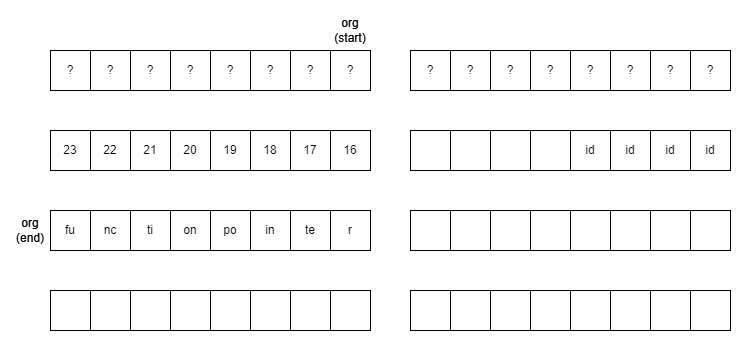 org
(start)
? ? ? ? ? ? ? ? ? ? ? ? ? ? ? ?
23 22 21 20 19 18 17 16 id id id id
org
(end)
fu nc ti on po in te r